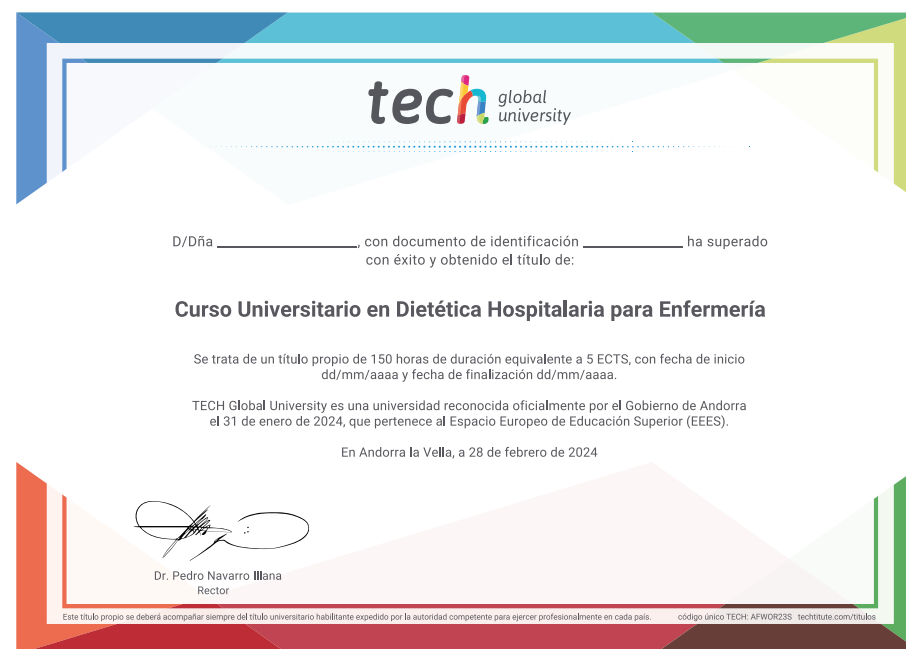 tech global university
D/Dña ____________, con documento de identificación ____________ ha superado
con éxito y obtenido el título de:
Curso Universitario en Dietética Hospitalaria para Enfermería
Se trata de un título propio de 150 horas de duración equivalente a 5 ECTS, con fecha de inicio
dd/mm/aaaa y fecha de finalización dd/mm/aaaa.
TECH Global University es una universidad reconocida oficialmente por el Gobierno de Andorra
el 31 de enero de 2024, que pertenece al Espacio Europeo de Educación Superior (EEES).
En Andorra la Vella, a 28 de febrero de 2024
Dr. Pedro Navarro Illana
Rector
Este título propio se deberá acompañar siempre del título universitario habilitante expedido por la autoridad competente para ejercer profesionalmente en cada país. código único TECH: AFWOR23S techtitute.com/titulos